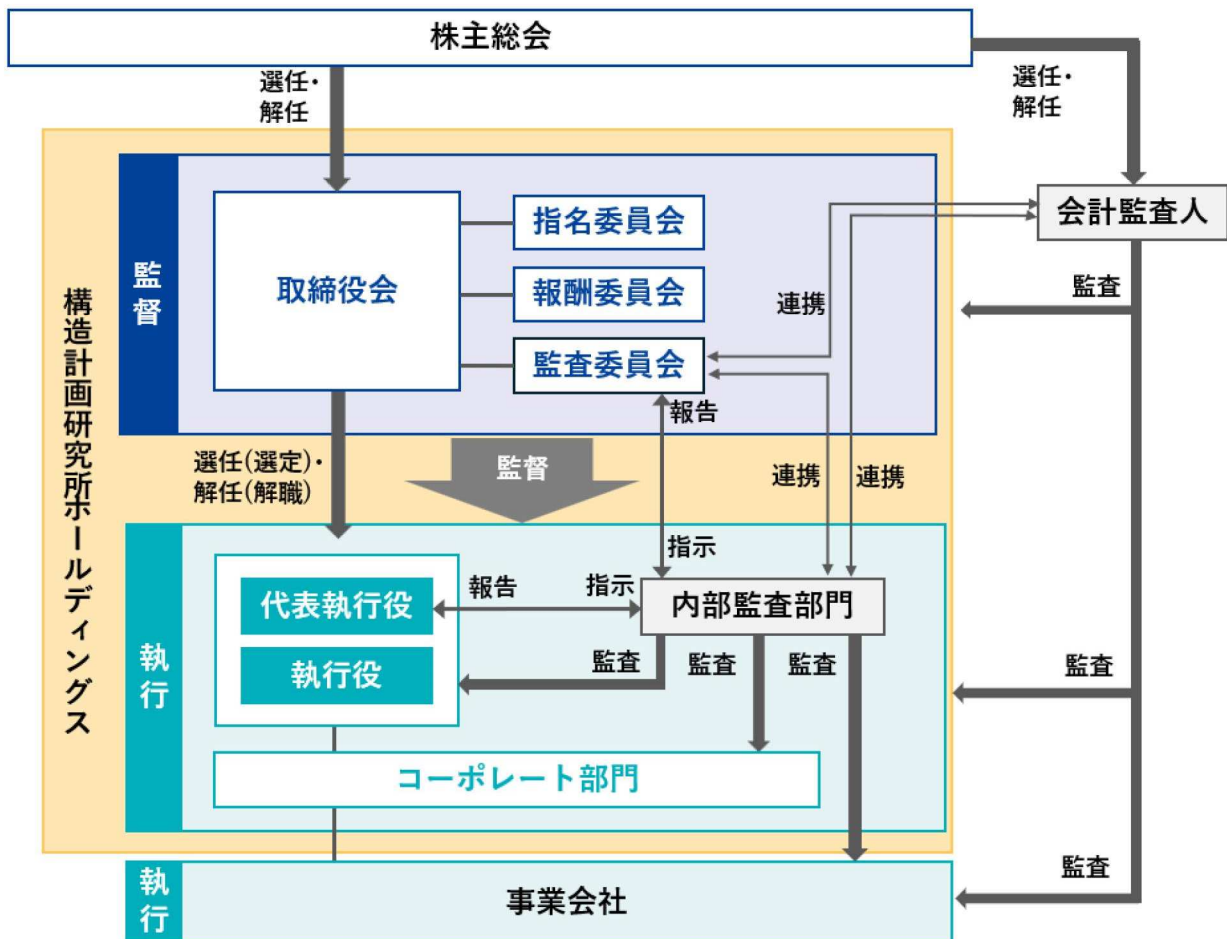 株主総会
選任・
解任
選任・
解任
構造計画研究所ホールディングス
監督
取締役会
指名委員会
報酬委員会
監査委員会
会計監査人
連携
監査
報告
選任(選定)・
解任(解職)
監督
連携
連携
指示
執行
代表執行役
執行役
報告
指示
内部監査部門
監査
監査
監査
監査
コーポレート部門
執行
事業会社
監査